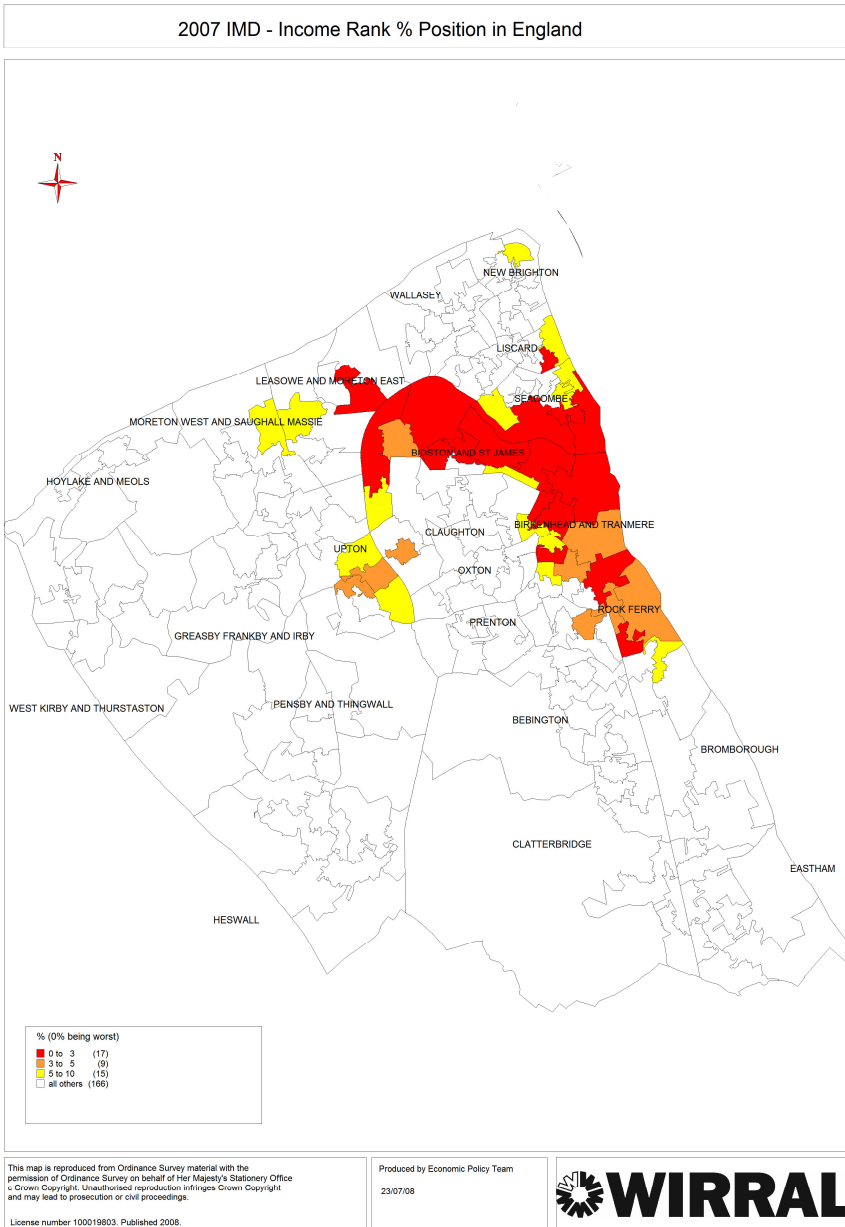 2007 IMD - Income Rank % Position in England
N
NEW BRIGHTON
WALLASEY
LISCARD
LEASOWE AND MORETON EAST
SEACOMBE
MORETON WEST AND SAUGHALL MASSIE
BIDSTON AND ST JAMES
HOYLAKE AND MEOLS
BIRKENHEAD AND TRANMERE
CLAUGHTON
UPTON
OXTON
ROCK FERRY
PRENTON
GREASBY FRANKBY AND IRBY
PENSBY AND THINGWALL
WEST KIRBY AND THURSTASTON
BEBINGTON
BROMBOROUGH
CLATTERBRIDGE
EASTHAM
HESWALL
% (0% being worst)
0 to 3 (17)
3 to 5 (9)
5 to 10 (15)
all others (166)
This map is reproduced from Ordinance Survey material with the
permission of Ordinance Survey on behalf of Her Majesty's Stationery Office
c Crown Copyright. Unauthorised reproduction infringes Crown Copyright
and may lead to prosecution or civil proceedings.
License number 100019803. Published 2008.
Produced by Economic Policy Team
23/07/08
WIRRAL